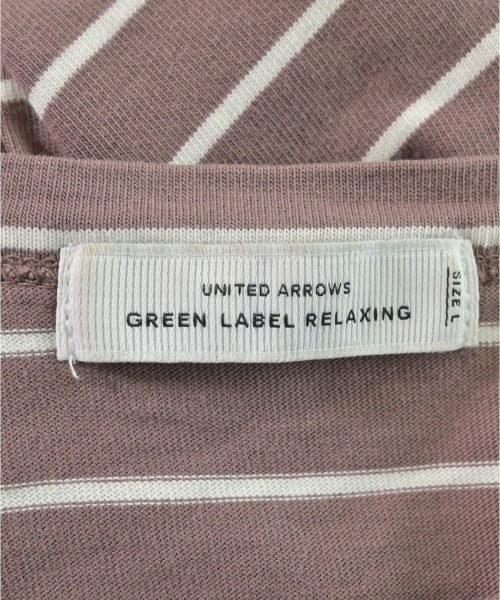 UNITED ARROWS
GREEN LABEL RELAXING
SIZE L